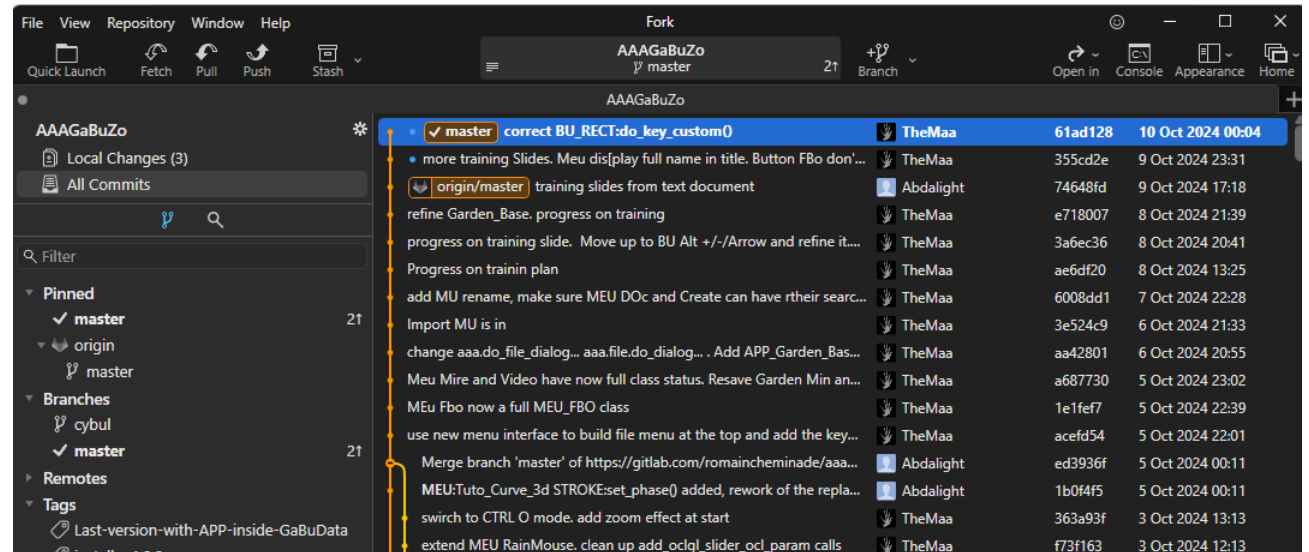 File View Repository Window Help Fork
Quick Launch Fetch Pull Push Stash AAAGaBuZo master 2↑ Branch Open in Console Appearance Home
AAAGaBuZo
AAAGaBuZo
Local Changes (3)
All Commits
Filter
Pinned
master 2↑
origin
master
Branches
cybul
master 2↑
Remotes
Tags
Last-version-with-APP-inside-GaBuData
master correct BU_RECT:do_key_custom() TheMaa 61ad128 10 Oct 2024 00:04
more training Slides. Meu dis[play full name in title. Button FBo don'... TheMaa 355cd2e 9 Oct 2024 23:31
origin/master training slides from text document Abdalight 74648fd 9 Oct 2024 17:18
refine Garden_Base. progress on training TheMaa e718007 8 Oct 2024 21:39
progress on training slide. Move up to BU Alt +/-/Arrow and refine it.... TheMaa 3a6ec36 8 Oct 2024 20:41
Progress on trainin plan TheMaa ae6df20 8 Oct 2024 13:25
add MU rename, make sure MEU DOc and Create can have rtheir searc... TheMaa 6008dd1 7 Oct 2024 22:28
Import MU is in TheMaa 3e524c9 6 Oct 2024 21:33
change aaa.do_file_dialog... aaa.file.do_dialog... . Add APP_Garden_Bas... TheMaa aa42801 6 Oct 2024 20:55
Meu Mire and Video have now full class status. Resave Garden Min an... TheMaa a687730 5 Oct 2024 23:02
MEu Fbo now a full MEU_FBO class TheMaa 1e1fef7 5 Oct 2024 22:39
use new menu interface to build file menu at the top and add the key... TheMaa acefd54 5 Oct 2024 22:01
Merge branch 'master' of https://gitlab.com/romaincheminade/aaa... Abdalight ed3936f 5 Oct 2024 00:11
MEU:Tuto_Curve_3d STROKE:set_phase() added, rework of the repla... Abdalight 1b0f4f5 5 Oct 2024 00:11
swirch to CTRL O mode. add zoom effect at start TheMaa 363a93f 3 Oct 2024 13:13
extend MEU RainMouse. clean up add_oclgl_slider_ocl_param calls TheMaa f73f163 3 Oct 2024 12:13